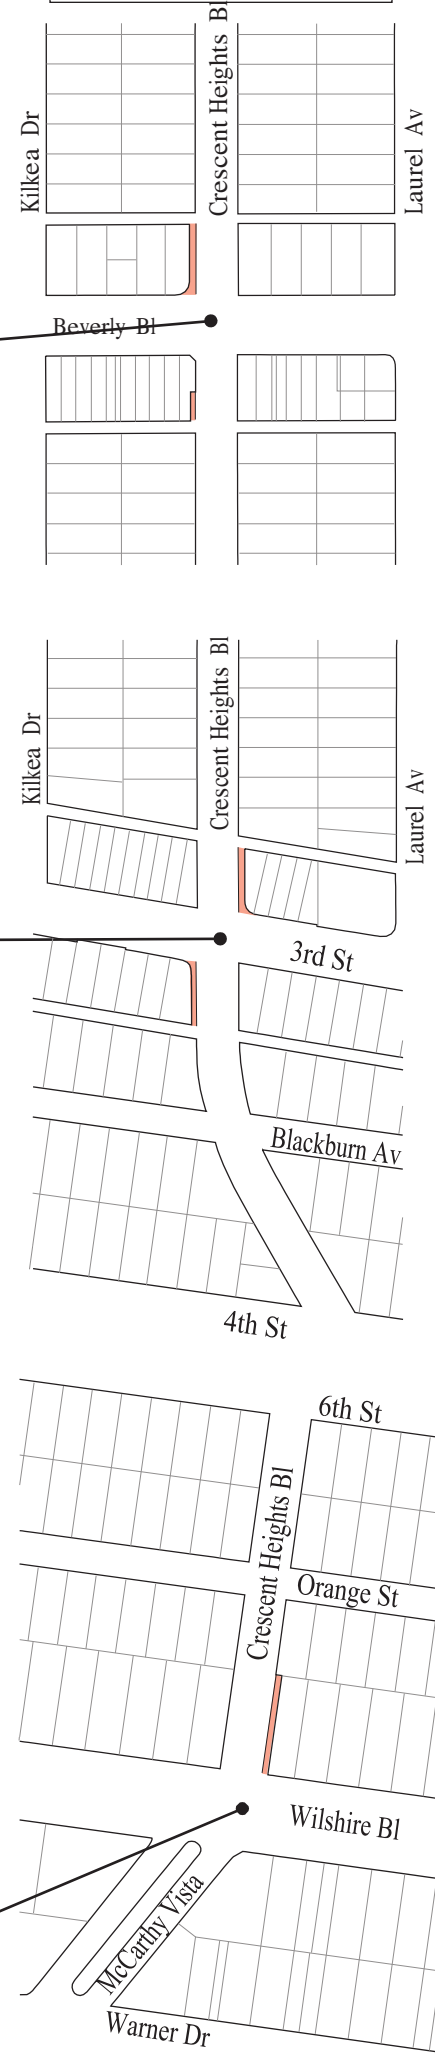 Kilkea Dr
Crescent Heights Bl
Laurel Av
Beverly Bl
Kilkea Dr
Crescent Heights Bl
Laurel Av
3rd St
Blackburn Av
4th St
6th St
Crescent Heights Bl
Orange St
Wilshire Bl
McCarthy Vista
Warner Dr